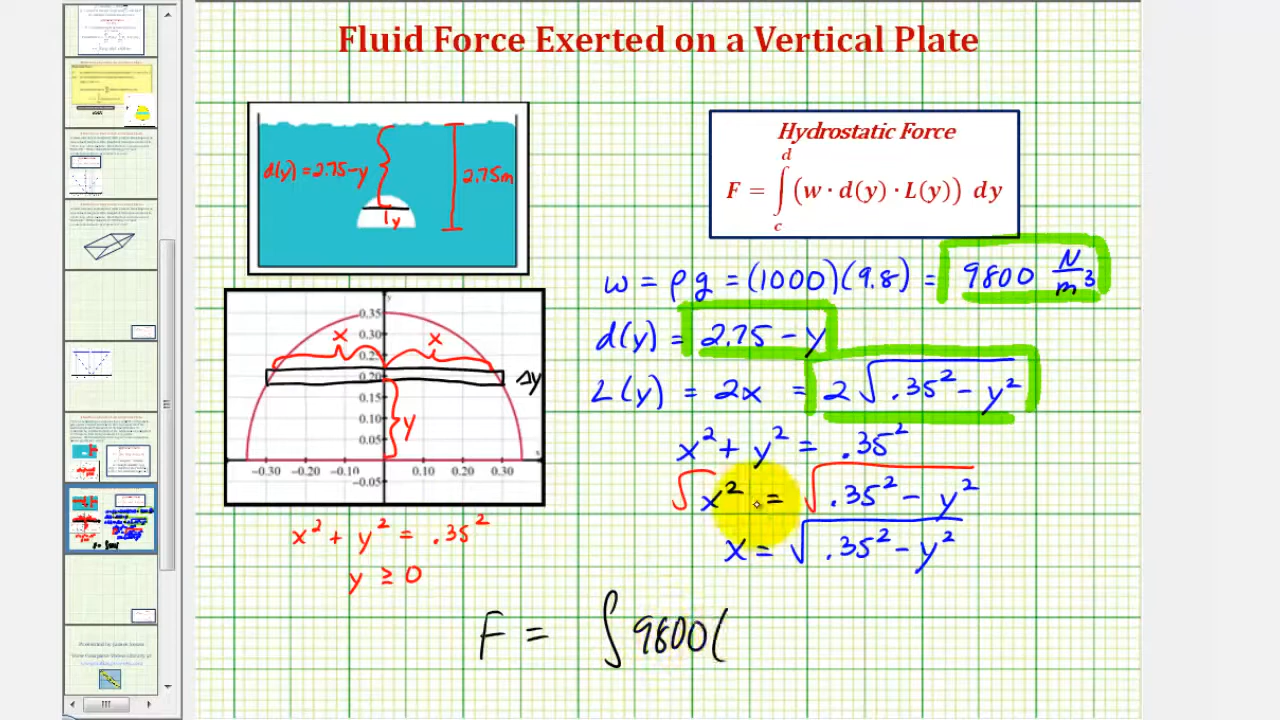 Fluid Force Exerted on a Vertical Plate
d(y) = 2.75 - y
2.75m
y
Hydrostatic Force
d
F = ∫ (w · d(y) · L(y)) dy
c
w = ρg = (1000)(9.8) = 9800 N/m³
d(y) = 2.75 - y
L(y) = 2x = 2√.35² - y²
x² + y² = .35²
√x² = √.35² - y²
x = √.35² - y²
y
0.35
0.30
x x
0.25
0.20
Δy
0.15
y
0.10
0.05
x
-0.30 -0.20 -0.10 0.10 0.20 0.30
-0.05
x² + y² = .35²
y ≥ 0
F = ∫ 9800(